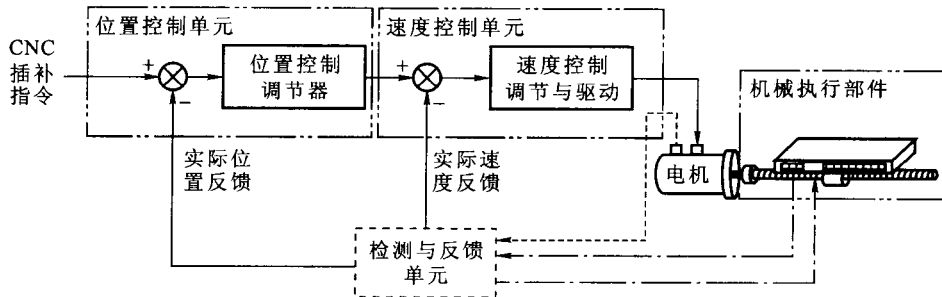 位置控制单元
速度控制单元
CNC
插补
指令
+
−
位置控制
调节器
+
−
速度控制
调节与驱动
机械执行部件
实际位
置反馈
实际速
度反馈
电机
检测与反馈
单元